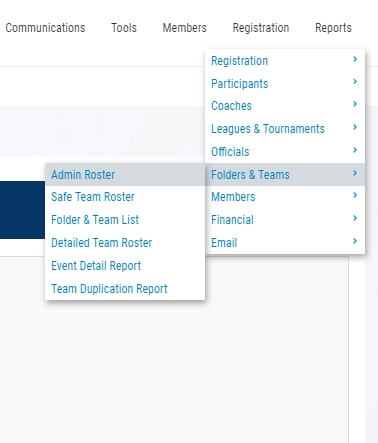 Communications Tools Members Registration Reports
Registration
Participants
Coaches
Leagues & Tournaments
Officials
Folders & Teams
Members
Financial
Email
Admin Roster
Safe Team Roster
Folder & Team List
Detailed Team Roster
Event Detail Report
Team Duplication Report